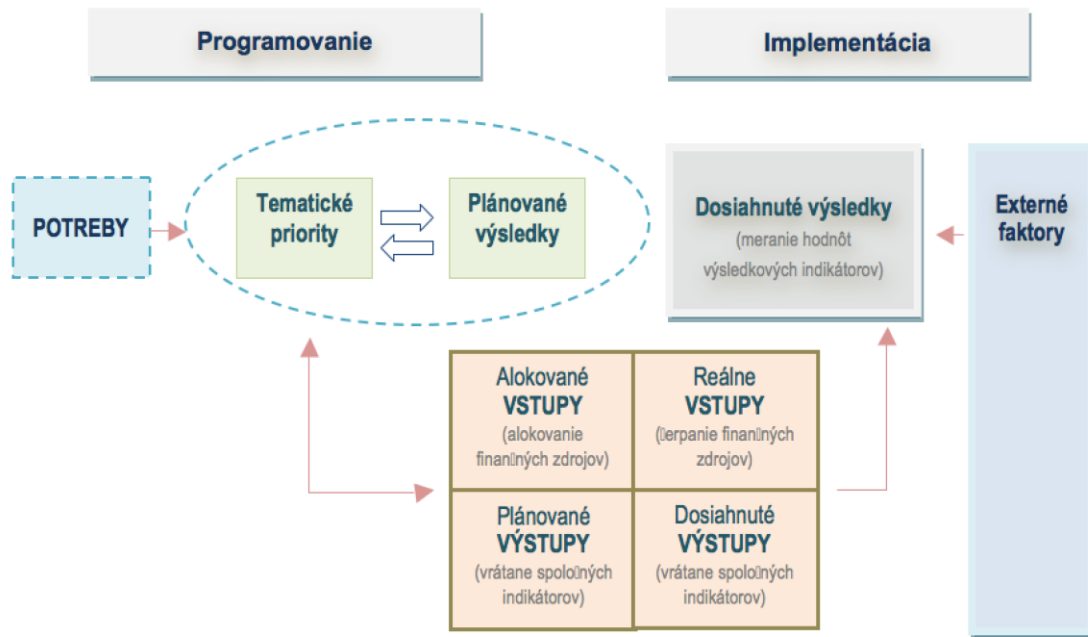 Programovanie
Implementácia
POTREBY
Tematické
priority
Plánované
výsledky
Dosiahnuté výsledky
(meranie hodnôt
výsledkových indikátorov)
Externé
faktory
Alokované
VSTUPY
(alokovanie
finan▯ných zdrojov)
Reálne
VSTUPY
(▯erpanie finan▯ných
zdrojov)
Plánované
VÝSTUPY
(vrátane spolo▯ných
indikátorov)
Dosiahnuté
VÝSTUPY
(vrátane spolo▯ných
indikátorov)